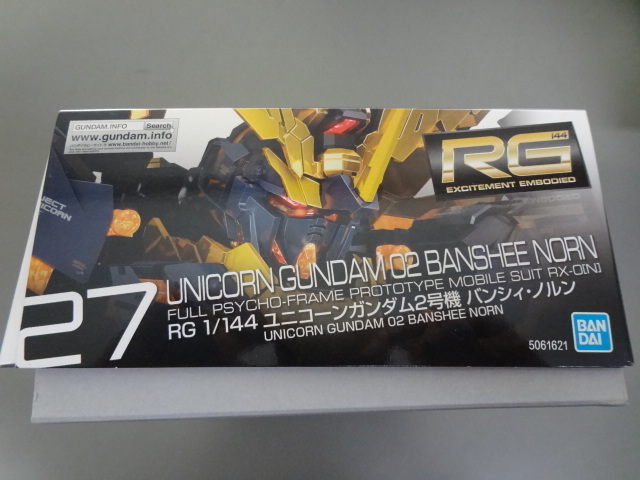 GUNDAM.INFO Search
www.gundam.info
www.bandai-hobby.net/
144
RG
EXCITEMENT EMBODIED
27
UNICORN GUNDAM 02 BANSHEE NORN
FULL PSYCHO-FRAME PROTOTYPE MOBILE SUIT RX-0[N]
RG 1/144 ユニコーンガンダム2号機 バンシィ・ノルン
UNICORN GUNDAM 02 BANSHEE NORN
BAN
DAI
5061621